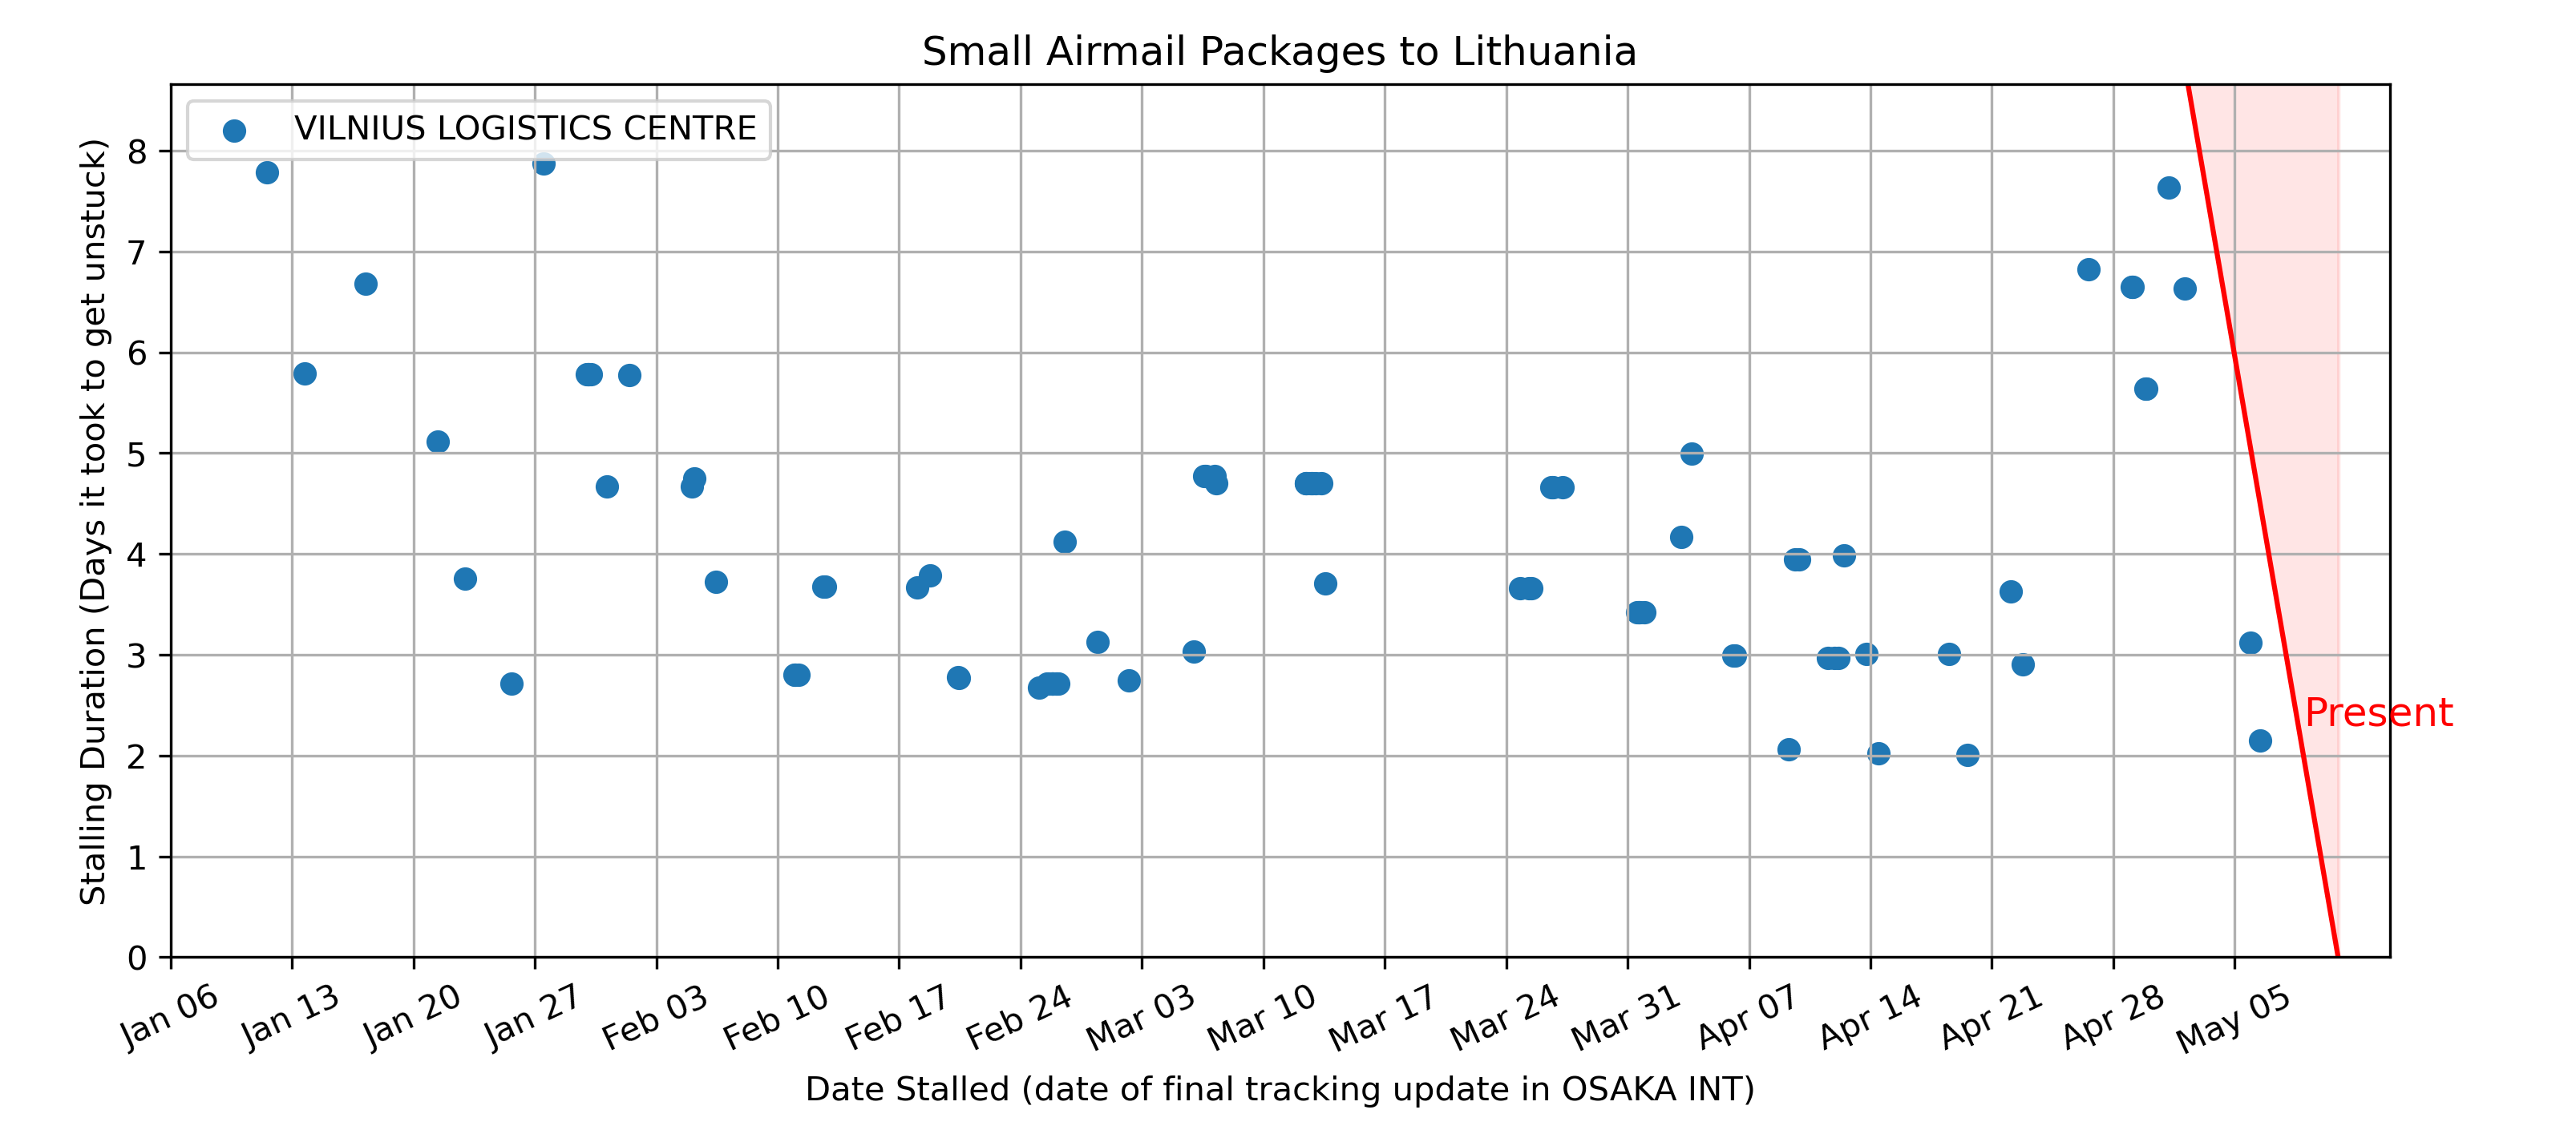 Small Airmail Packages to Lithuania
VILNIUS LOGISTICS CENTRE
Stalling Duration (Days it took to get unstuck)
8
7
6
5
4
3
2
1
0
Present
Jan 06
Jan 13
Jan 20
Jan 27
Feb 03
Feb 10
Feb 17
Feb 24
Mar 03
Mar 10
Mar 17
Mar 24
Mar 31
Apr 07
Apr 14
Apr 21
Apr 28
May 05
Date Stalled (date of final tracking update in OSAKA INT)